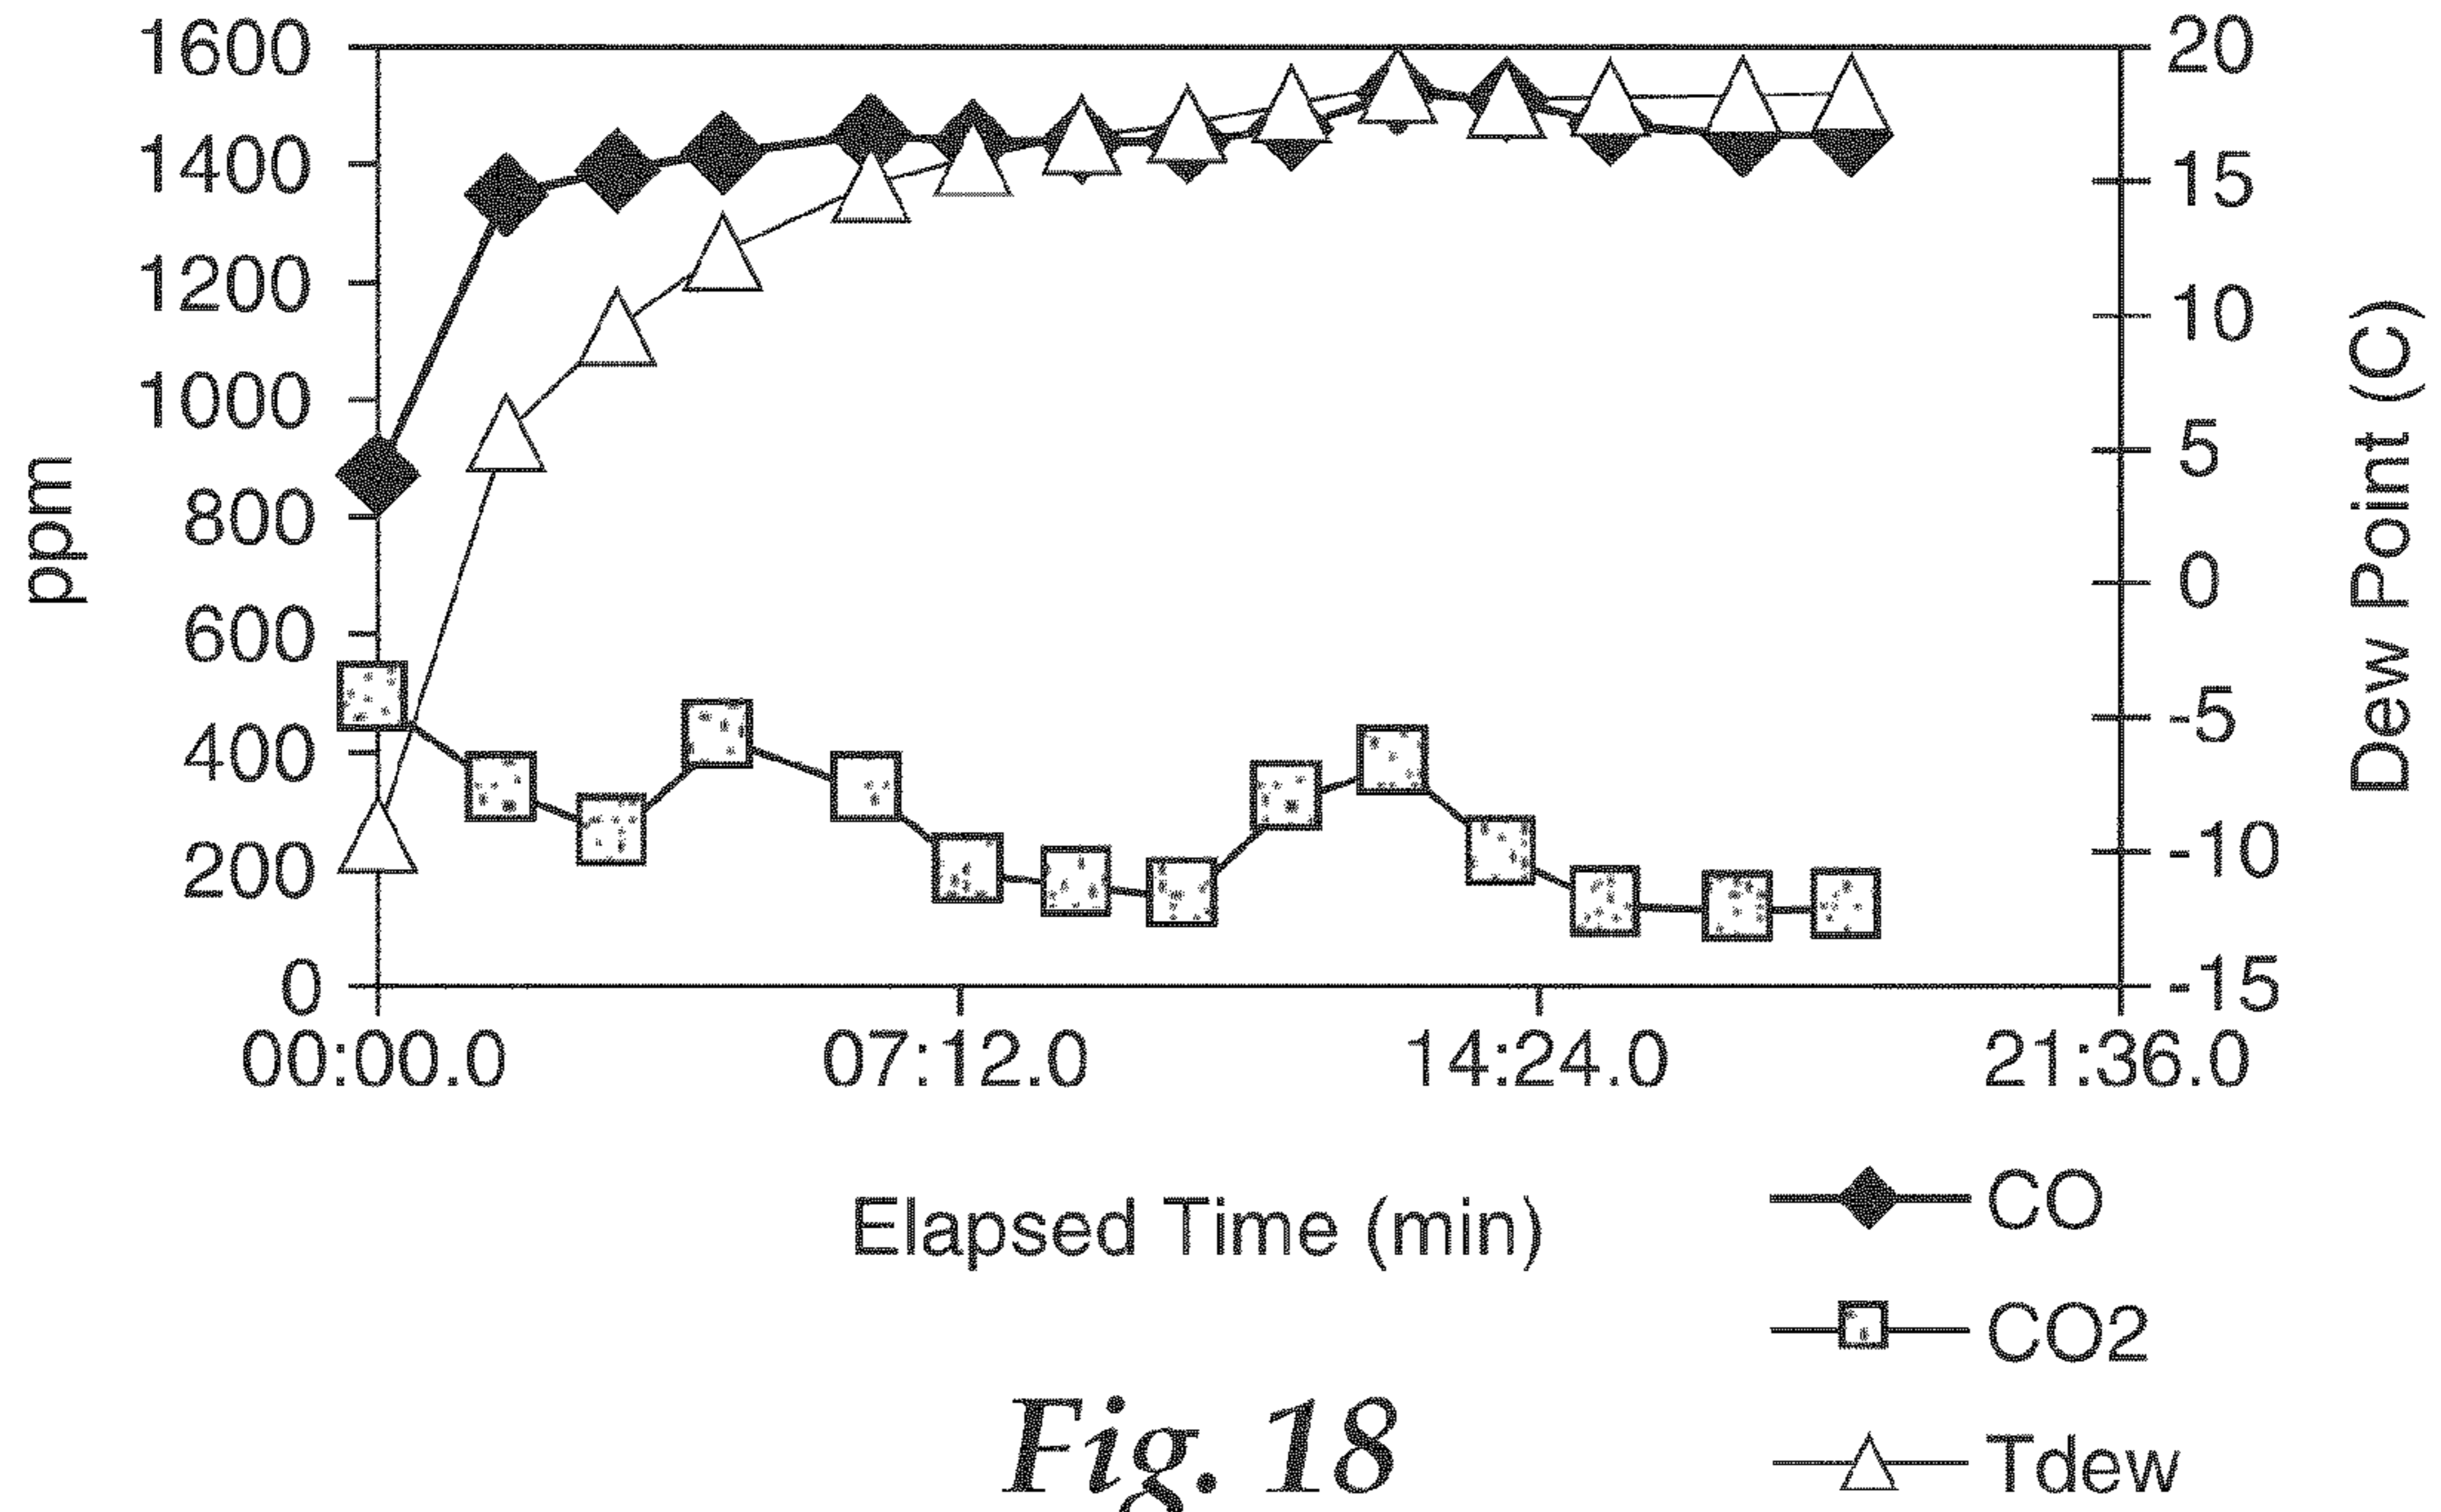 1600
1400
1200
1000
800
600
400
200
0
ppm
20
15
10
5
0
-5
-10
-15
Dew Point (C)
00:00.0 07:12.0 14:24.0 21:36.0
Elapsed Time (min)
CO
CO2
Tdew
Fig. 18